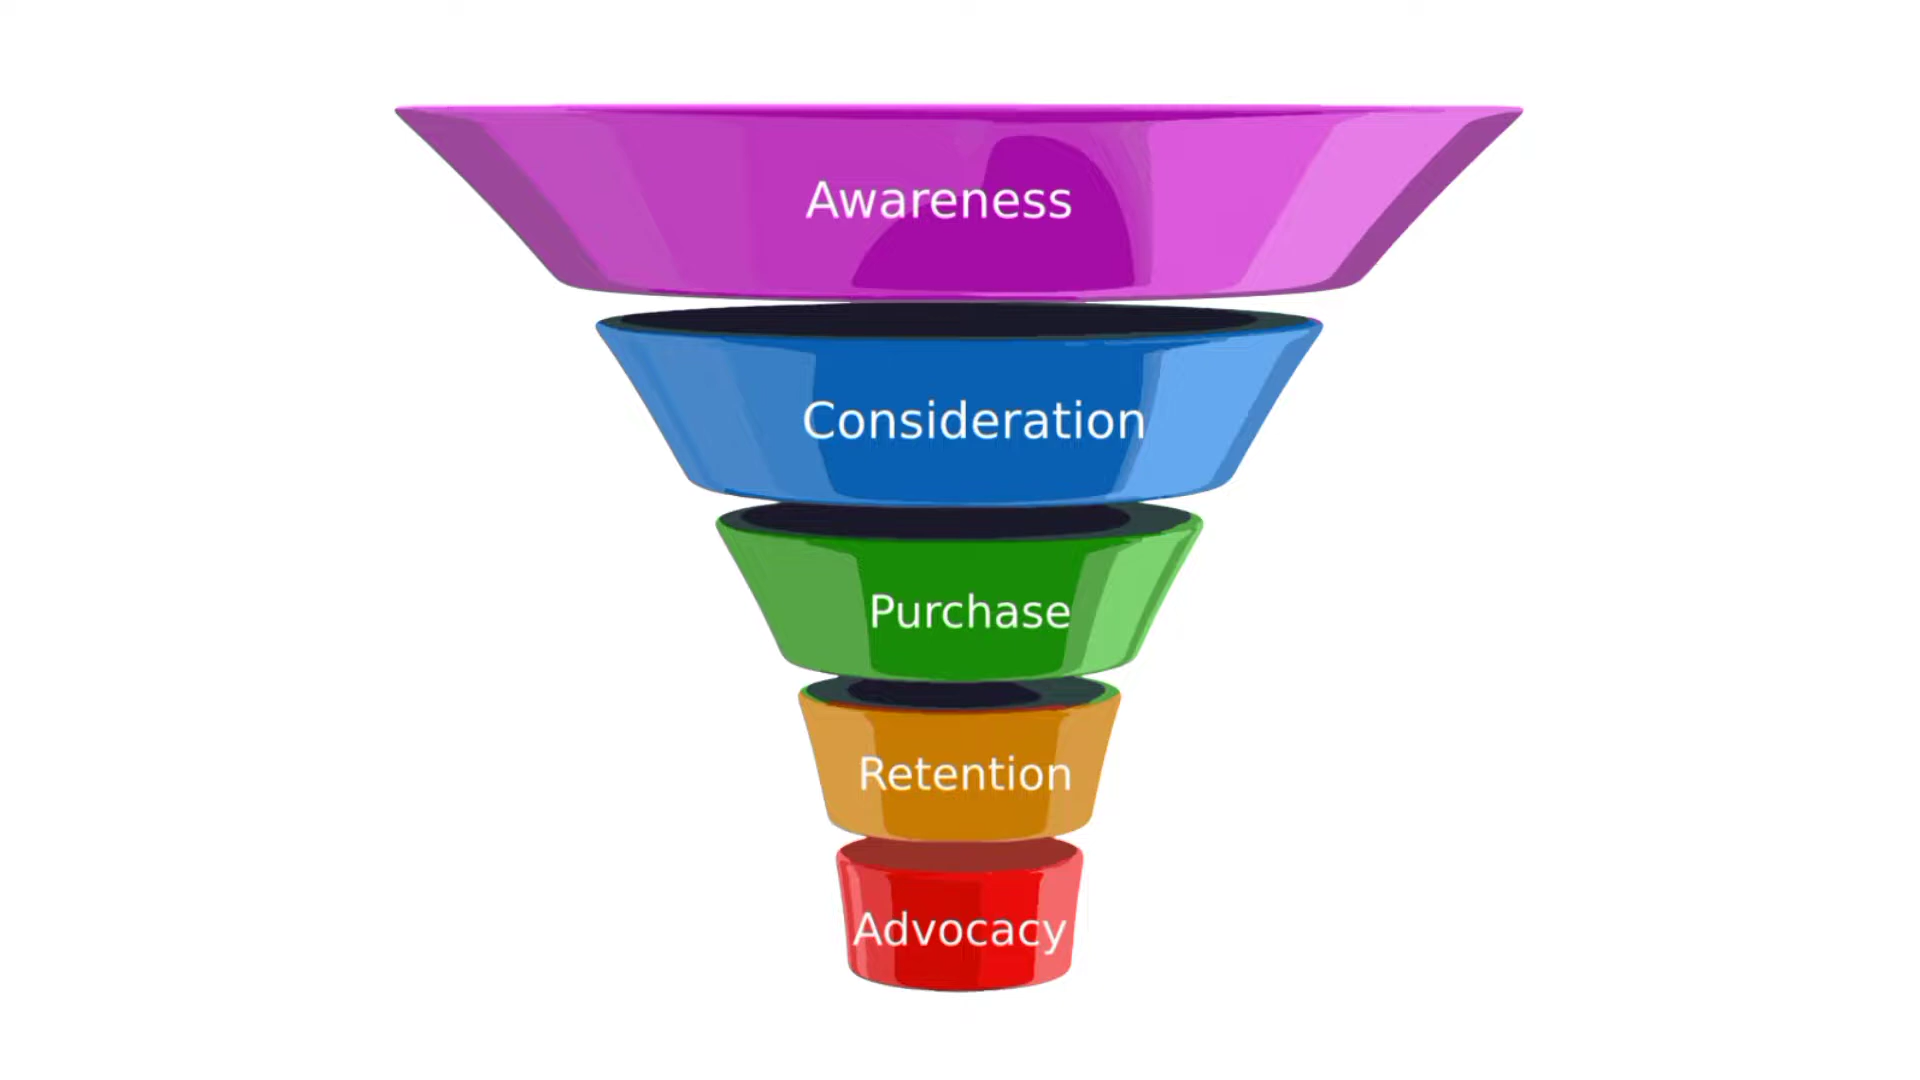 Awareness
Consideration
Purchase
Retention
Advocacy